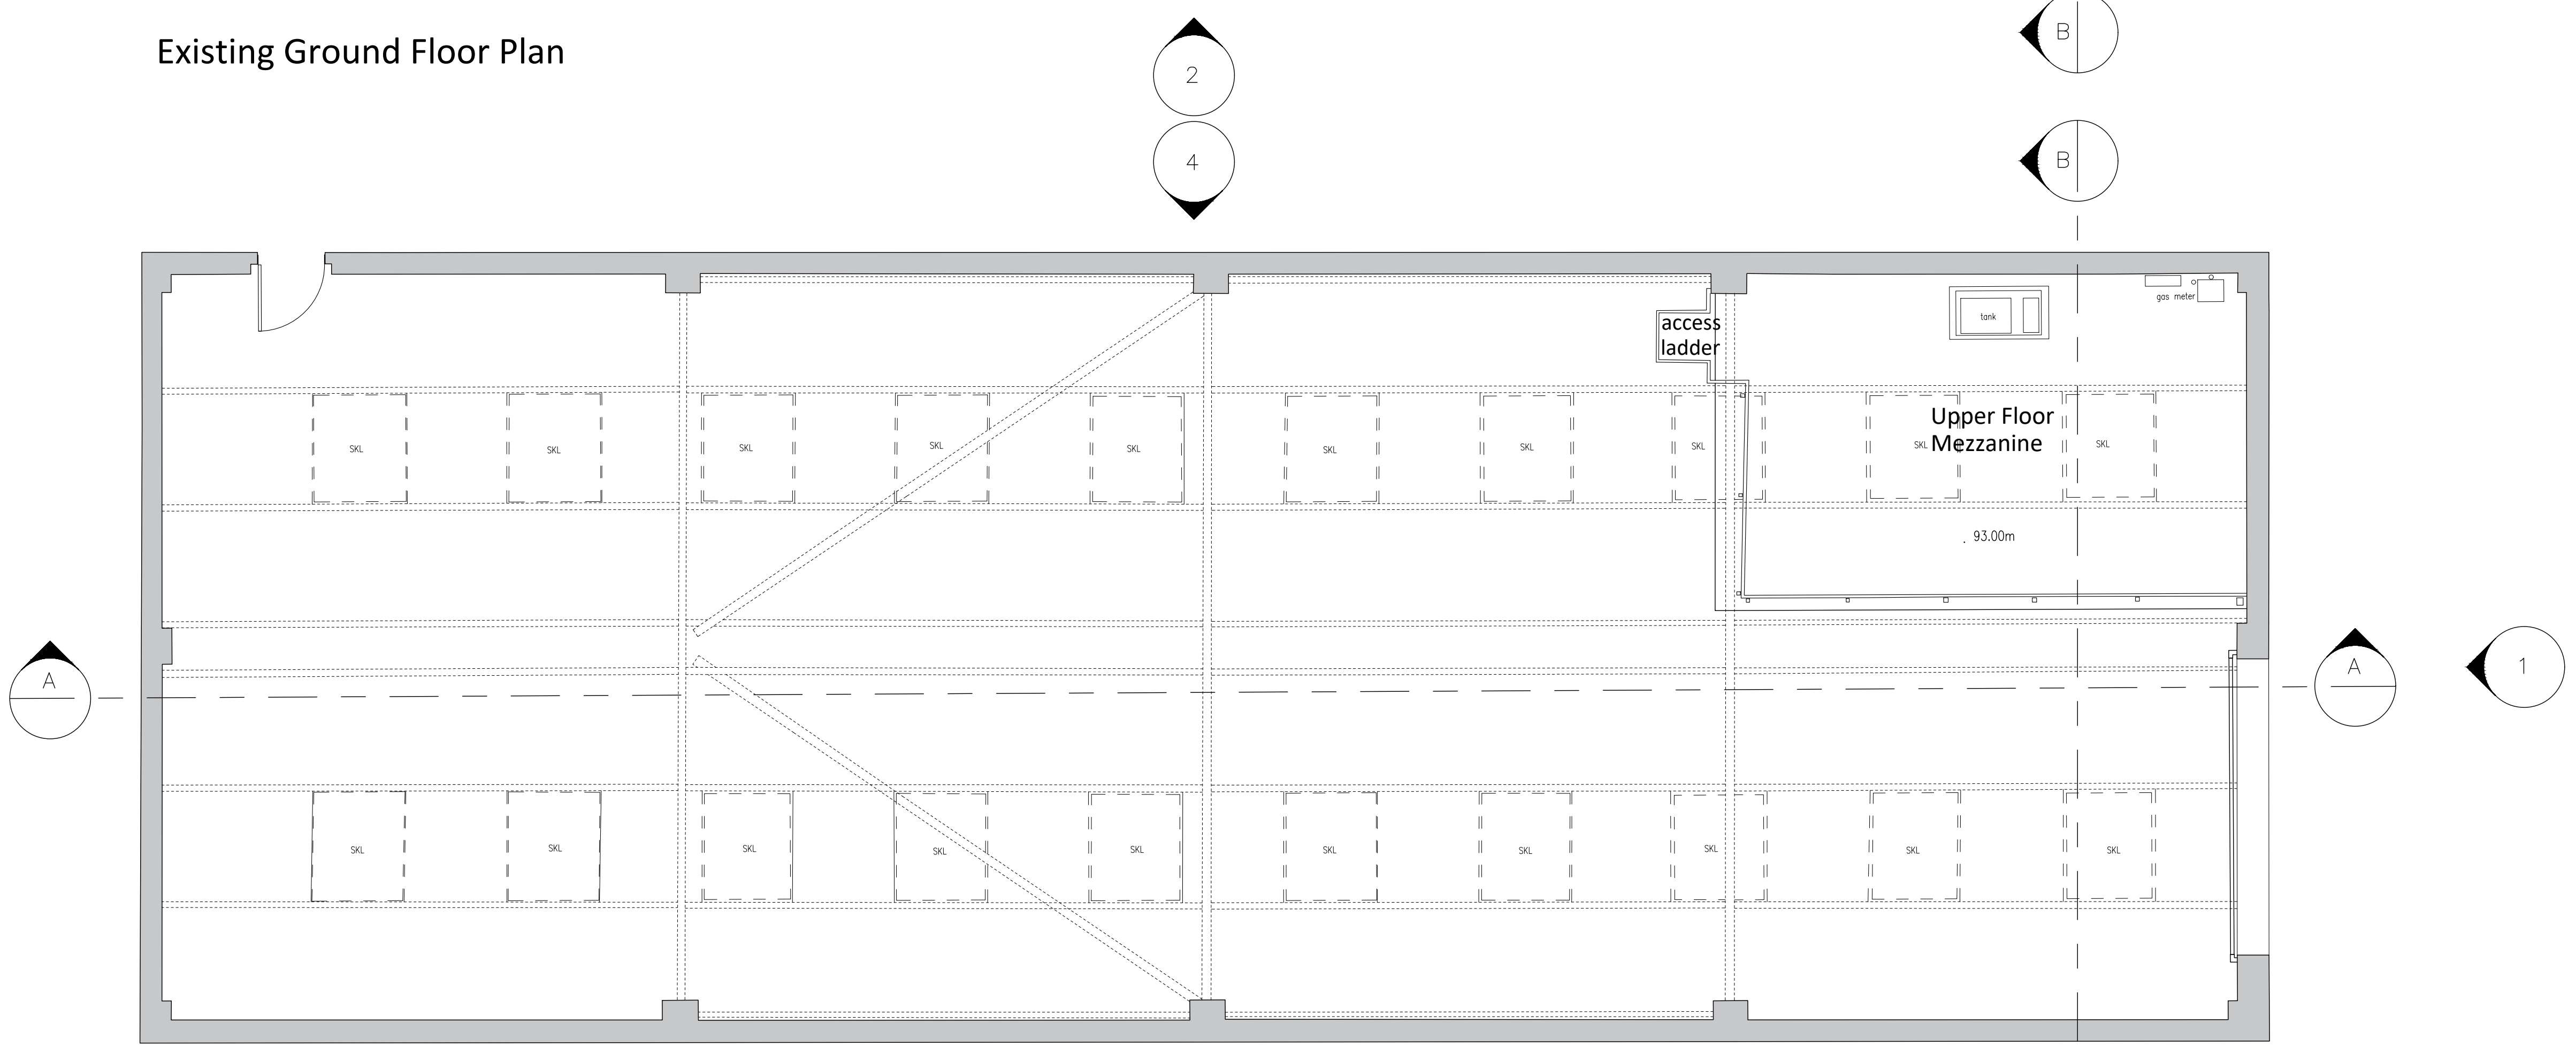 Existing Ground Floor Plan
2
B
4
B
gas meter
tank
access
ladder
Upper Floor
Mezzanine
SKL
SKL
SKL
SKL
SKL
SKL
SKL
SKL
SKL
SKL
93.00m
A
A
1
SKL
SKL
SKL
SKL
SKL
SKL
SKL
SKL
SKL
SKL